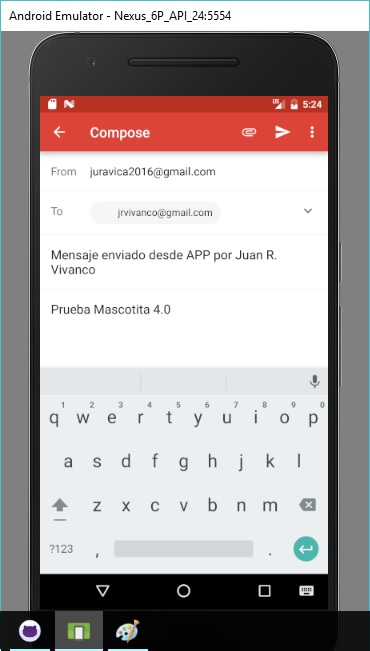 Android Emulator - Nexus_6P_API_24:5554
5:24
Compose
From juravica2016@gmail.com
To jrvivanco@gmail.com
Mensaje enviado desde APP por Juan R.
Vivanco
Prueba Mascotita 4.0
1 2 3 4 5 6 7 8 9 0
q w e r t y u i o p
a s d f g h j k l
z x c v b n m
?123 , .